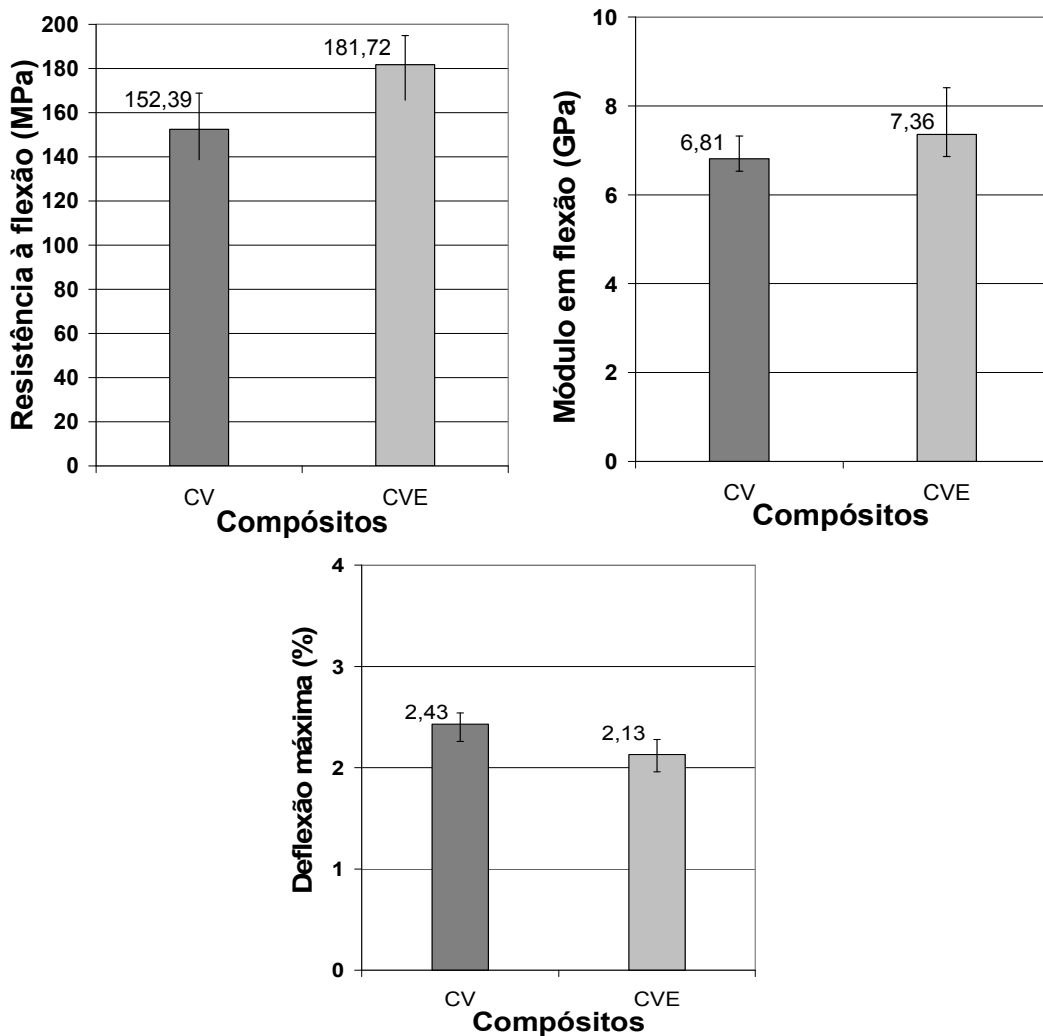 Resistência à flexão (MPa)
200
180
160
140
120
100
80
60
40
20
0
152,39
181,72
CV
CVE
Compósitos
Módulo em flexão (GPa)
10
8
6
4
2
0
6,81
7,36
CV
CVE
Compósitos
Deflexão máxima (%)
4
3
2
1
0
2,43
2,13
CV
CVE
Compósitos